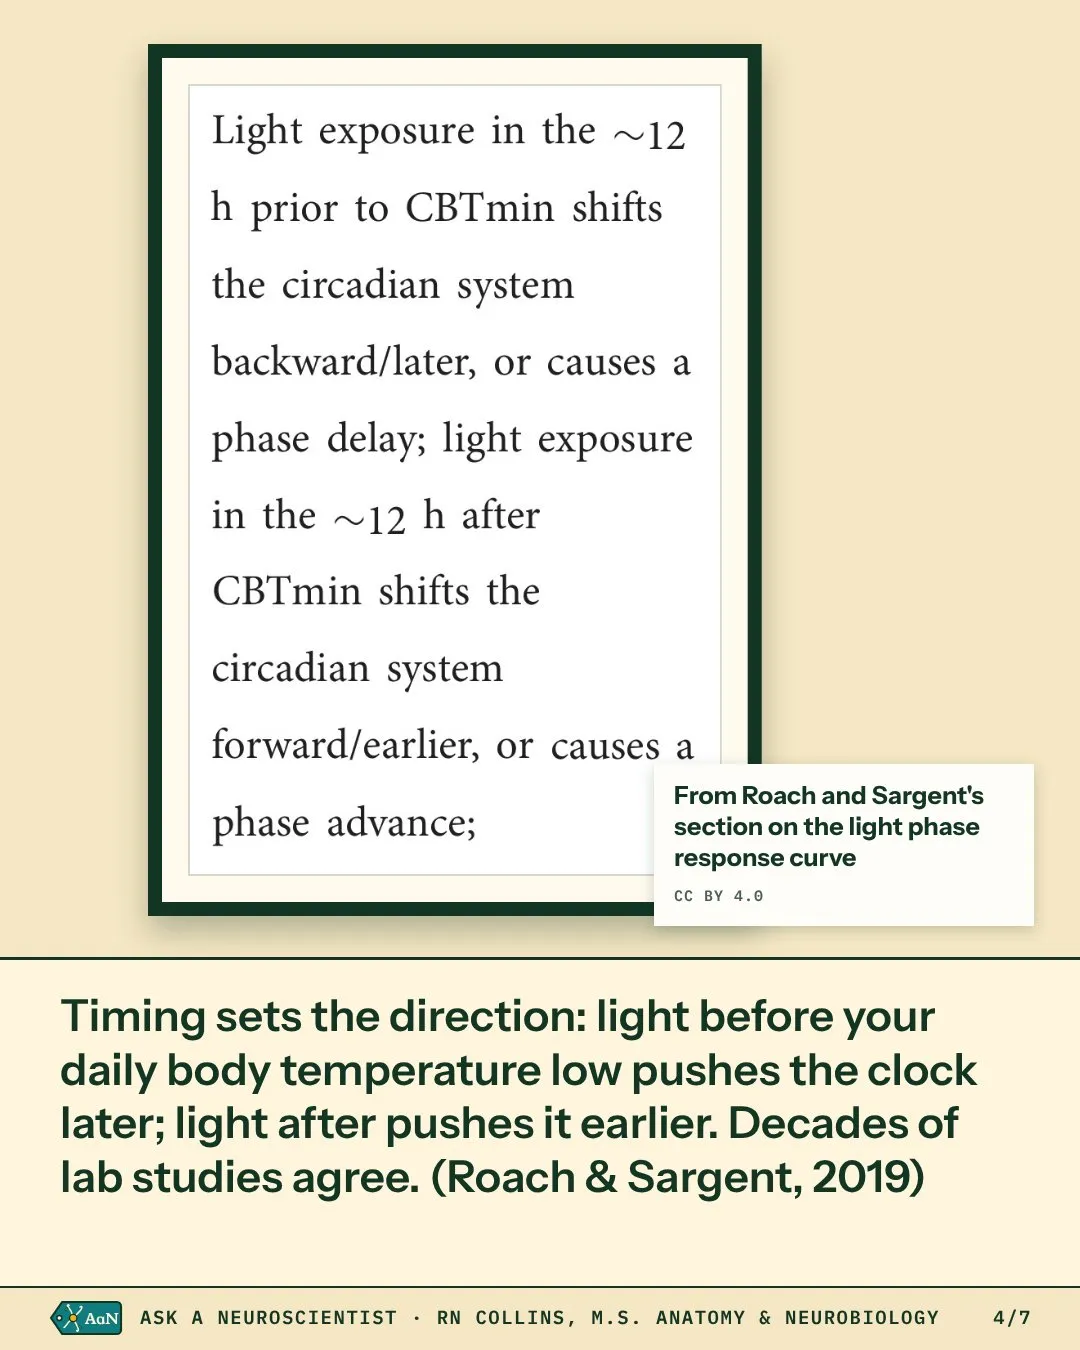 Light exposure in the ~12
h prior to CBTmin shifts
the circadian system
backward/later, or causes a
phase delay; light exposure
in the ~12 h after
CBTmin shifts the
circadian system
forward/earlier, or causes a
phase advance;
From Roach and Sargent's
section on the light phase
response curve
CC BY 4.0
Timing sets the direction: light before your
daily body temperature low pushes the clock
later; light after pushes it earlier. Decades of
lab studies agree. (Roach & Sargent, 2019)
AaN ASK A NEUROSCIENTIST · RN COLLINS, M.S. ANATOMY & NEUROBIOLOGY 4/7